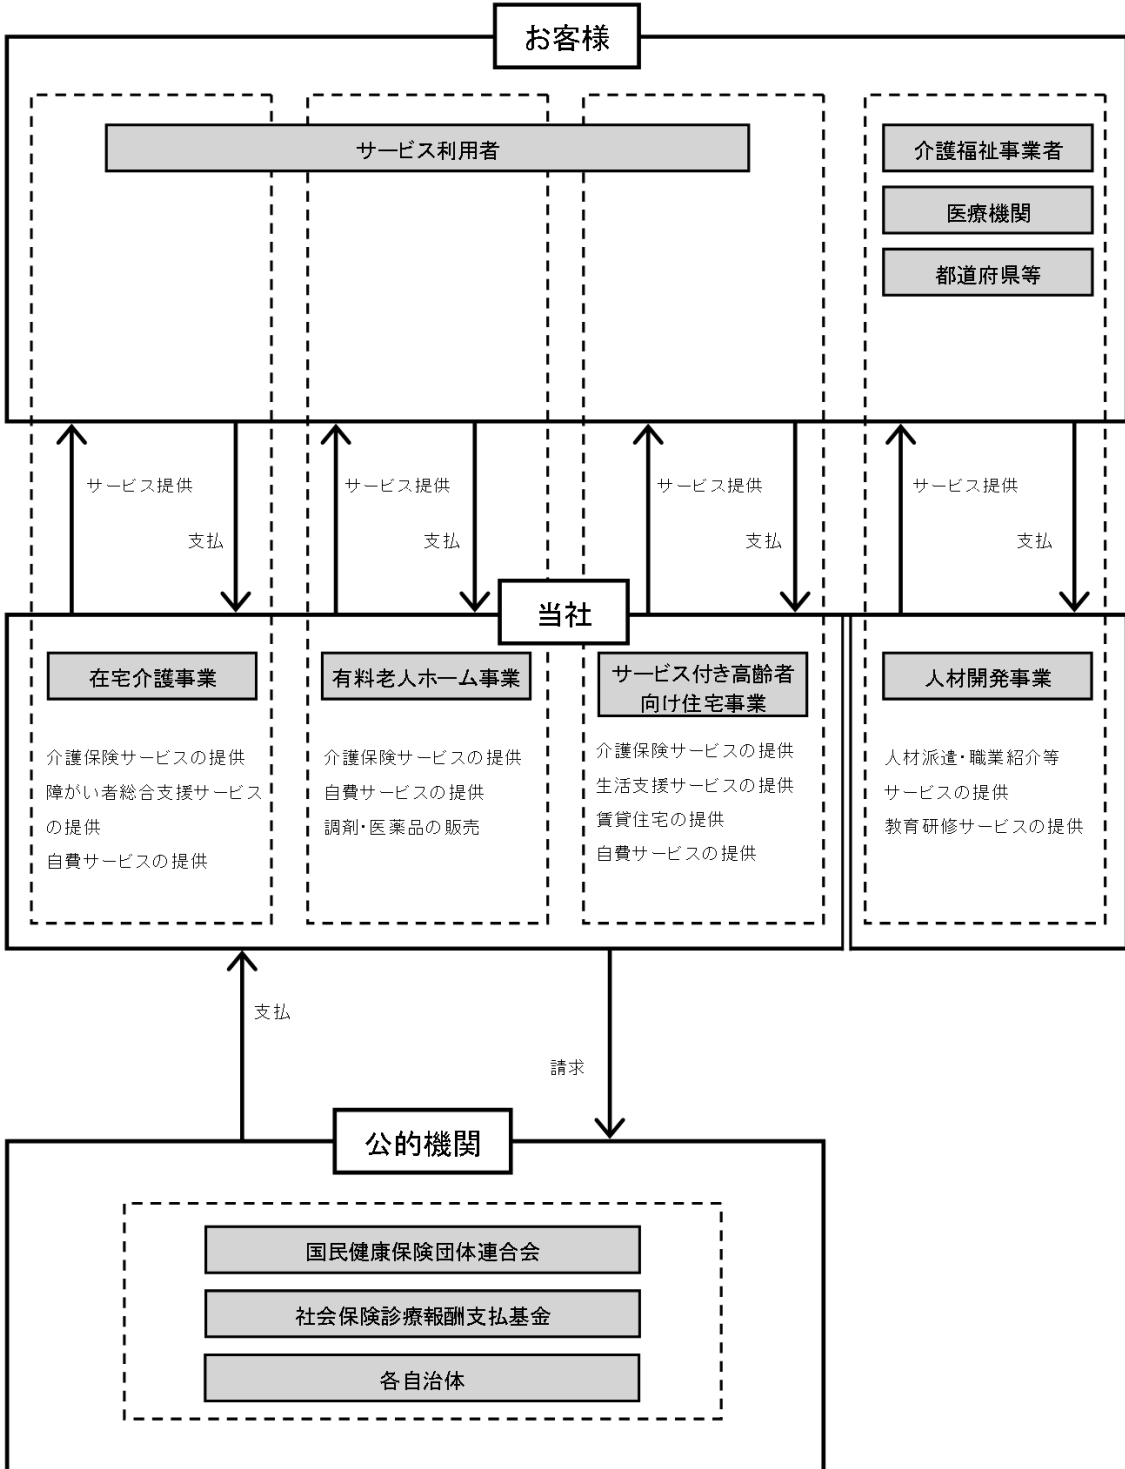 お客様
サービス利用者
介護福祉事業者
医療機関
都道府県等
サービス提供
支払
サービス提供
支払
サービス提供
支払
サービス提供
支払
当社
在宅介護事業
介護保険サービスの提供
障がい者総合支援サービス
の提供
自費サービスの提供
有料老人ホーム事業
介護保険サービスの提供
自費サービスの提供
調剤・医薬品の販売
サービス付き高齢者
向け住宅事業
介護保険サービスの提供
生活支援サービスの提供
賃貸住宅の提供
自費サービスの提供
人材開発事業
人材派遣・職業紹介等
サービスの提供
教育研修サービスの提供
支払
請求
公的機関
国民健康保険団体連合会
社会保険診療報酬支払基金
各自治体